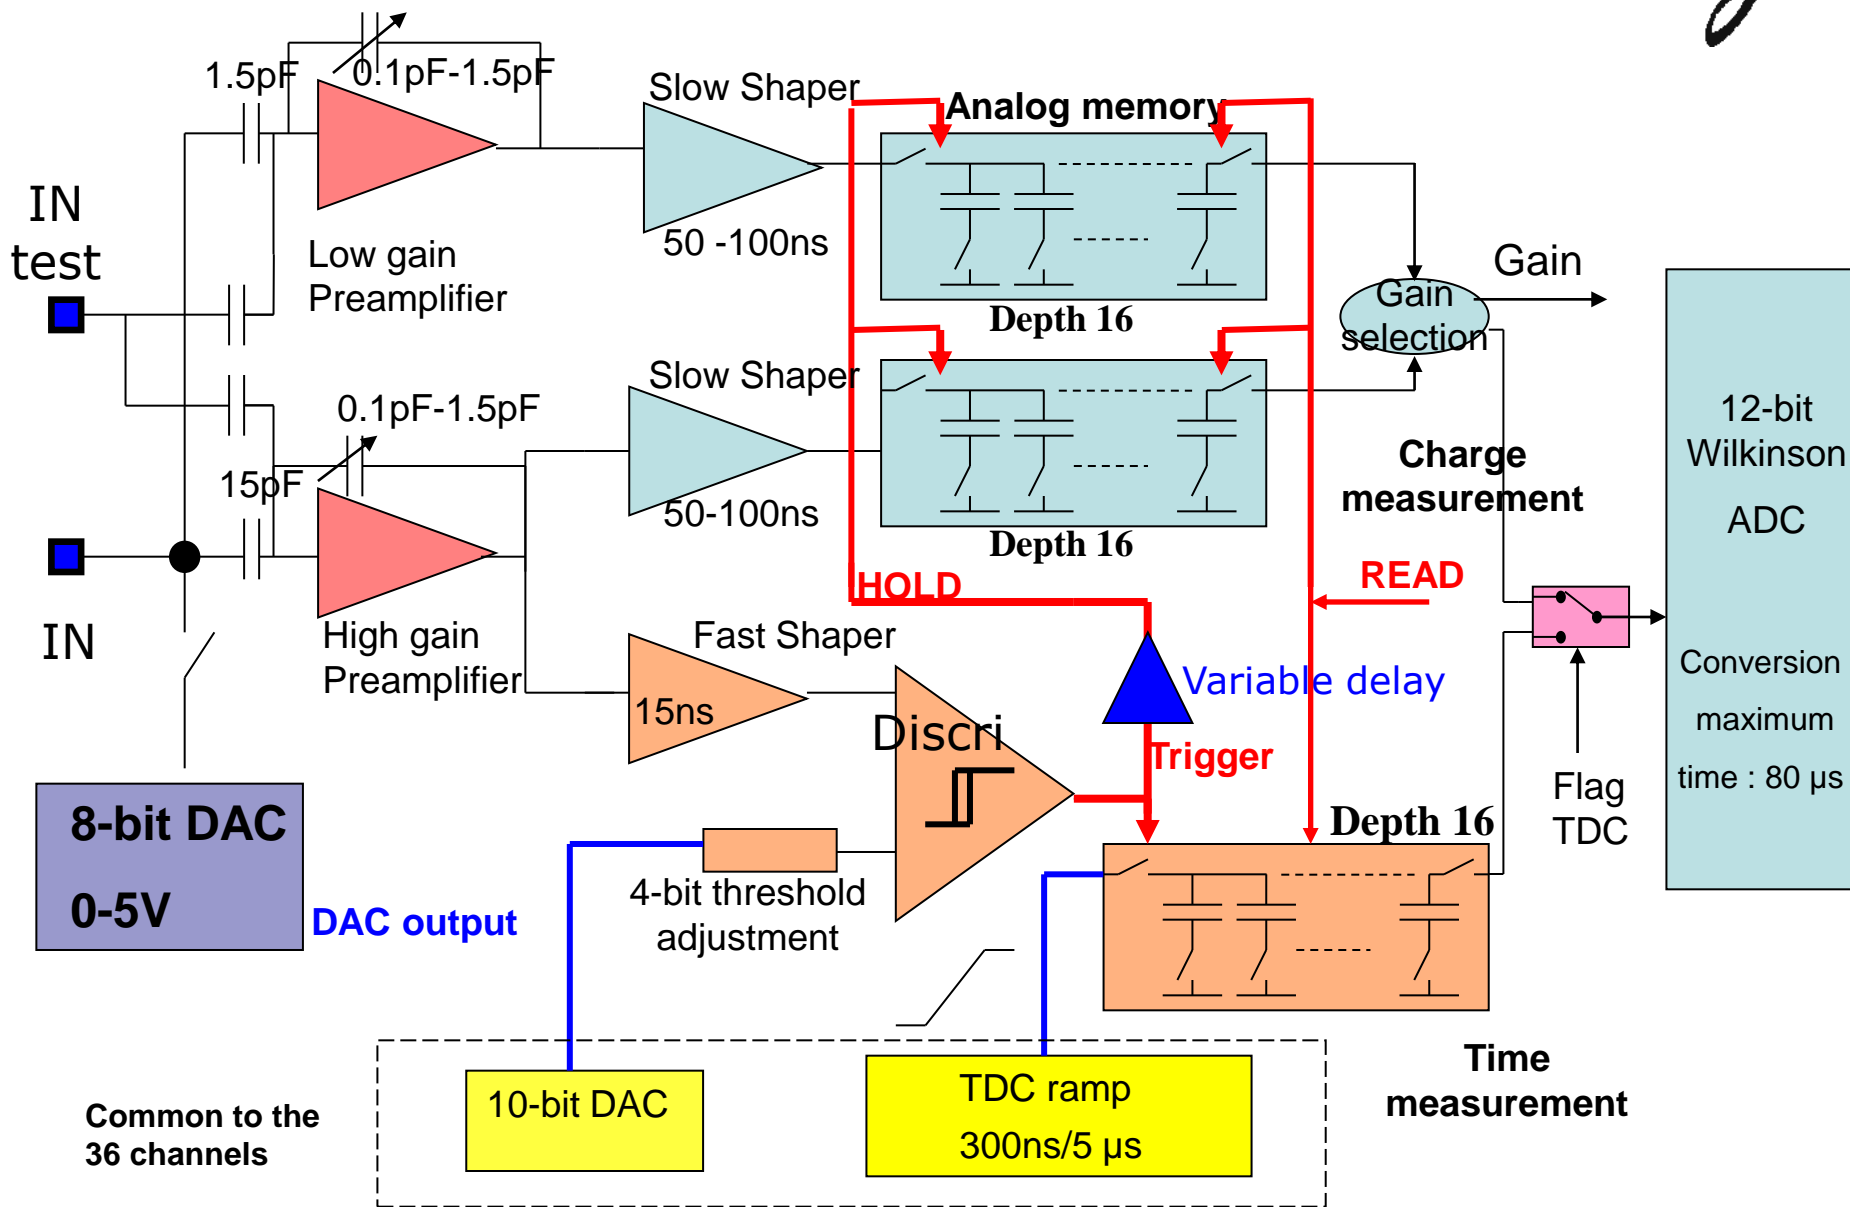 1.5pF
0.1pF-1.5pF
Slow Shaper
Analog memory
IN
test
Low gain
Preamplifier
50 -100ns
Depth 16
Gain
Gain
selection
Slow Shaper
0.1pF-1.5pF
15pF
50-100ns
Depth 16
Charge
measurement
12-bit
Wilkinson
ADC
Conversion
maximum
time : 80 µs
HOLD
READ
IN
High gain
Preamplifier
Fast Shaper
15ns
Discri
Variable delay
Trigger
Flag
TDC
Depth 16
8-bit DAC
0-5V
DAC output
4-bit threshold
adjustment
Time
measurement
Common to the
36 channels
10-bit DAC
TDC ramp
300ns/5 µs